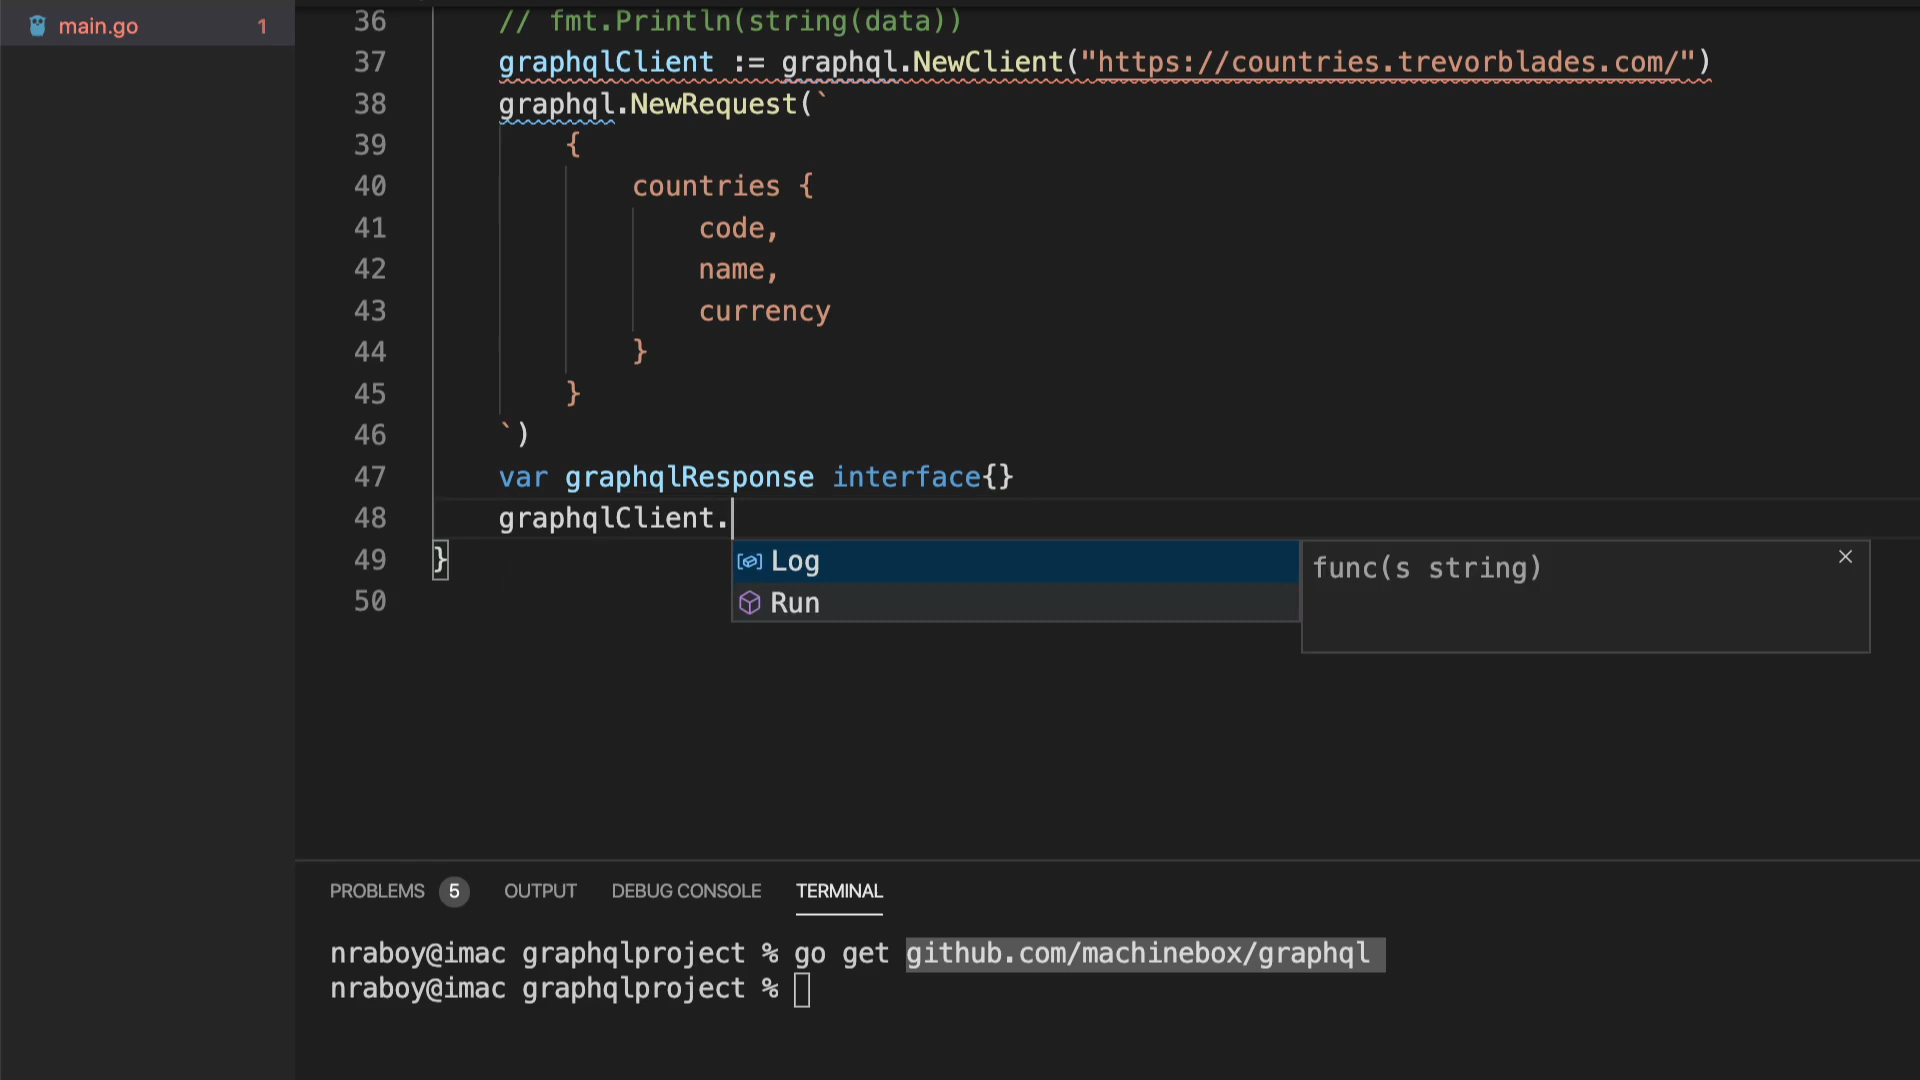 main.go 1
36 // fmt.Println(string(data))
37 graphqlClient := graphql.NewClient("https://countries.trevorblades.com/")
38 graphql.NewRequest(`
39 {
40 countries {
41 code,
42 name,
43 currency
44 }
45 }
46 `)
47 var graphqlResponse interface{}
48 graphqlClient.
49 }
50
Log
Run
func(s string)
PROBLEMS 5 OUTPUT DEBUG CONSOLE TERMINAL
nraboy@imac graphqlproject % go get github.com/machinebox/graphql
nraboy@imac graphqlproject %